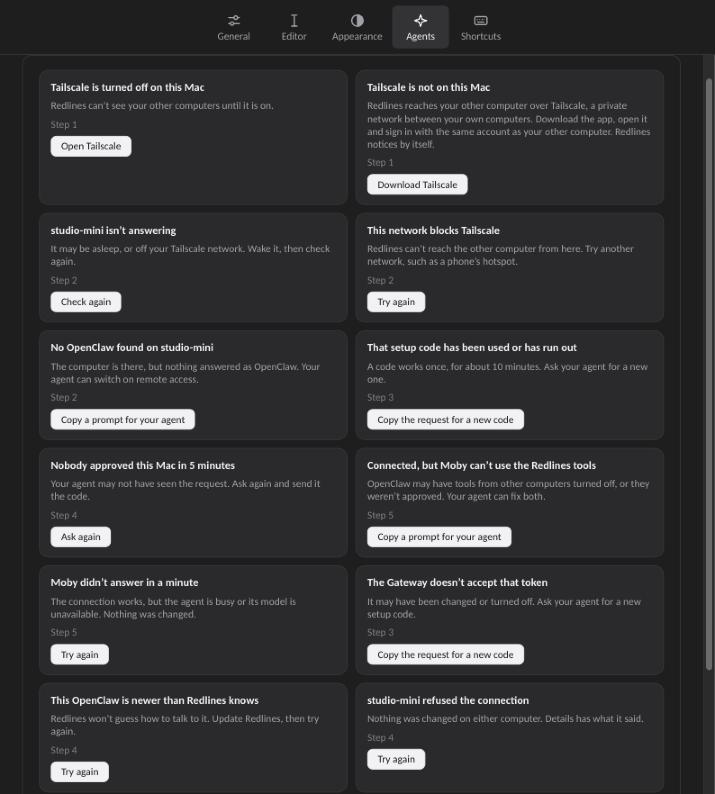 General
Editor
Appearance
Agents
Shortcuts
Tailscale is turned off on this Mac
Redlines can't see your other computers until it is on.
Step 1
Open Tailscale
Tailscale is not on this Mac
Redlines reaches your other computer over Tailscale, a private
network between your own computers. Download the app, open it
and sign in with the same account as your other computer. Redlines
notices by itself.
Step 1
Download Tailscale
studio-mini isn't answering
It may be asleep, or off your Tailscale network. Wake it, then check
again.
Step 2
Check again
This network blocks Tailscale
Redlines can't reach the other computer from here. Try another
network, such as a phone's hotspot.
Step 2
Try again
No OpenClaw found on studio-mini
The computer is there, but nothing answered as OpenClaw. Your
agent can switch on remote access.
Step 2
Copy a prompt for your agent
That setup code has been used or has run out
A code works once, for about 10 minutes. Ask your agent for a new
one.
Step 3
Copy the request for a new code
Nobody approved this Mac in 5 minutes
Your agent may not have seen the request. Ask again and send it
the code.
Step 4
Ask again
Connected, but Moby can't use the Redlines tools
OpenClaw may have tools from other computers turned off, or they
weren't approved. Your agent can fix both.
Step 5
Copy a prompt for your agent
Moby didn't answer in a minute
The connection works, but the agent is busy or its model is
unavailable. Nothing was changed.
Step 5
Try again
The Gateway doesn't accept that token
It may have been changed or turned off. Ask your agent for a new
setup code.
Step 3
Copy the request for a new code
This OpenClaw is newer than Redlines knows
Redlines won't guess how to talk to it. Update Redlines, then try
again.
Step 4
Try again
studio-mini refused the connection
Nothing was changed on either computer. Details has what it said.
Step 4
Try again